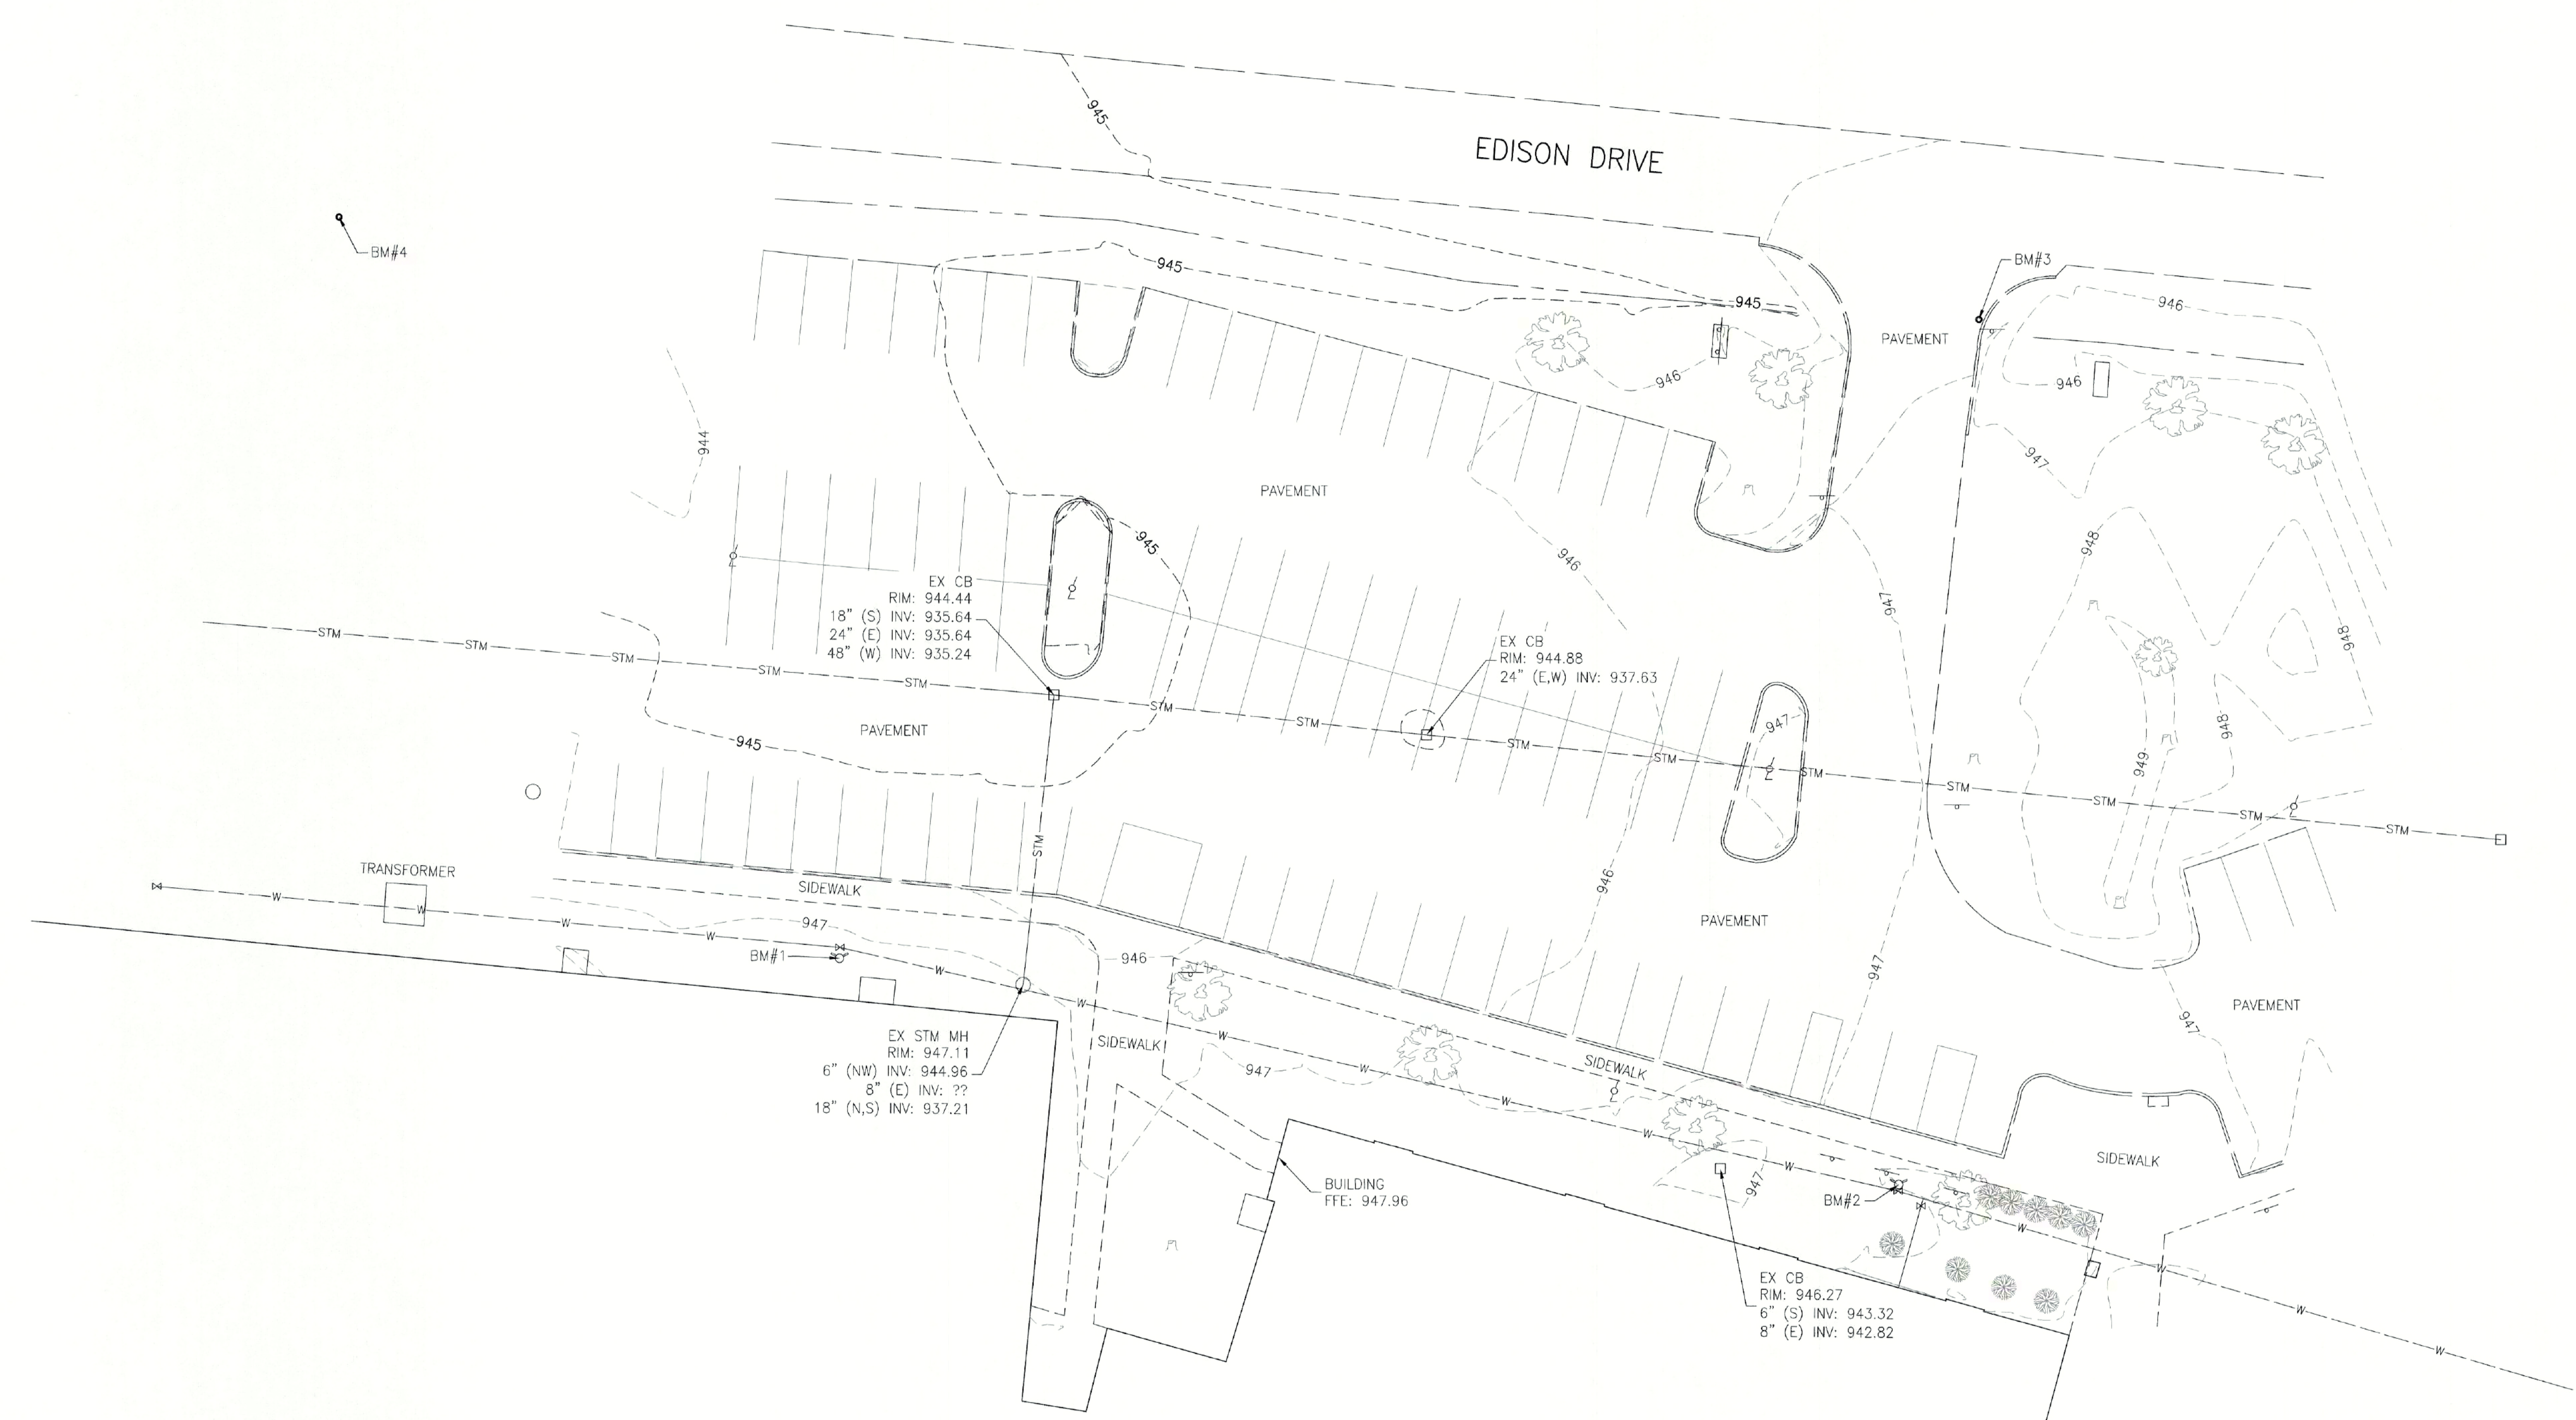 945
EDISON DRIVE
BM#4
BM#3
945
945
946
PAVEMENT
946
946
944
947
PAVEMENT
945
946
948
EX CB
RIM: 944.44
18" (S) INV: 935.64
24" (E) INV: 935.64
48" (W) INV: 935.24
947
948
EX CB
RIM: 944.88
24" (E,W) INV: 937.63
STM
STM
STM
STM
STM
STM
STM
STM
STM
STM
STM
STM
STM
STM
947
948
949
PAVEMENT
945
STM
TRANSFORMER
SIDEWALK
946
PAVEMENT
W
W
W
W
947
BM#1
946
W
W
W
W
W
W
W
W
W
W
947
PAVEMENT
947
EX STM MH
RIM: 947.11
6" (NW) INV: 944.96
8" (E) INV: ??
18" (N,S) INV: 937.21
SIDEWALK
947
SIDEWALK
SIDEWALK
BUILDING
FFE: 947.96
947
BM#2
EX CB
RIM: 946.27
6" (S) INV: 943.32
8" (E) INV: 942.82